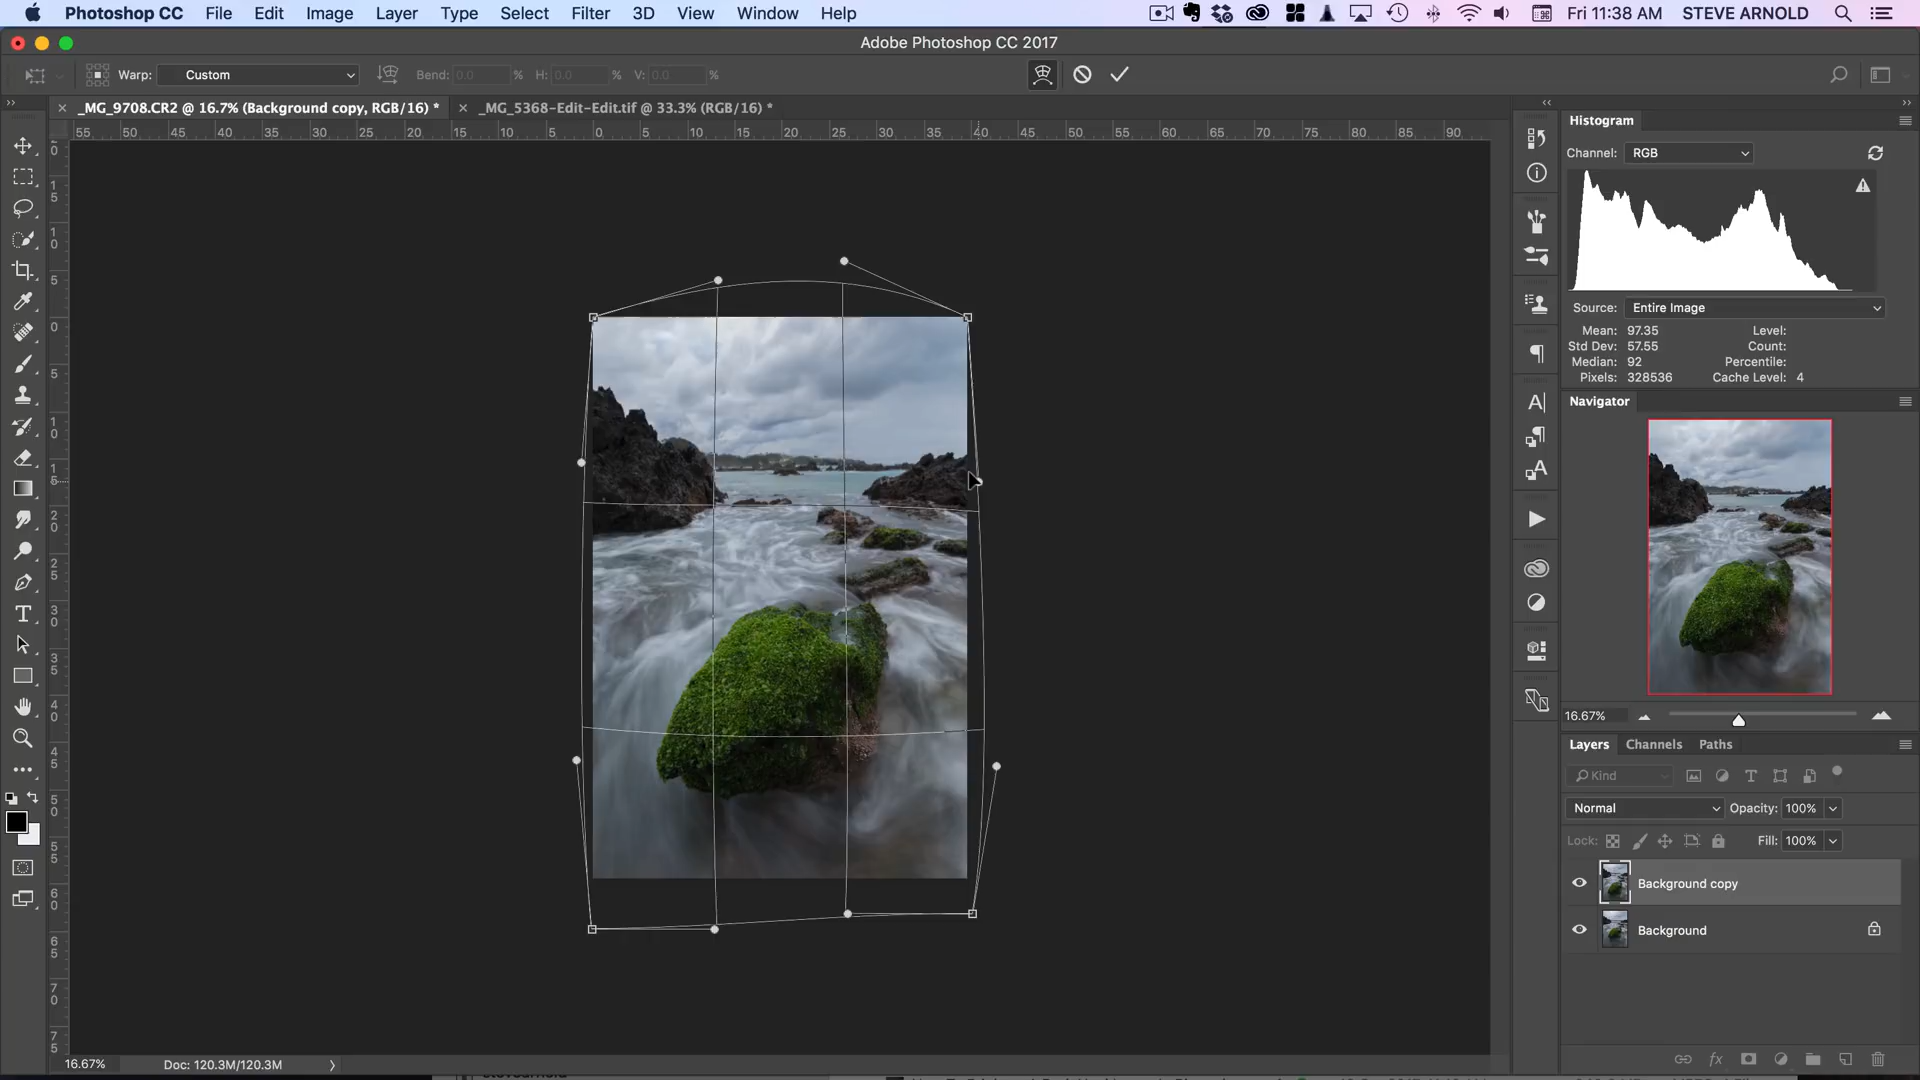 Photoshop CC File Edit Image Layer Type Select Filter 3D View Window Help Fri 11:38 AM STEVE ARNOLD
Adobe Photoshop CC 2017
Warp: Custom Bend: 0.0 % H: 0.0 % V: 0.0 %
_MG_9708.CR2 @ 16.7% (Background copy, RGB/16) * _MG_5368-Edit-Edit.tif @ 33.3% (RGB/16) *
55 50 45 40 35 30 25 20 15 10 5 0 5 10 15 20 25 30 35 40 45 50 55 60 65 70 75 80 85 90
Histogram
Channel: RGB
Source: Entire Image
Mean: 97.35 Level:
Std Dev: 57.55 Count:
Median: 92 Percentile:
Pixels: 328536 Cache Level: 4
Navigator
16.67%
Layers Channels Paths
Kind
Normal Opacity: 100%
Lock: Fill: 100%
Background copy
Background
16.67% Doc: 120.3M/120.3M